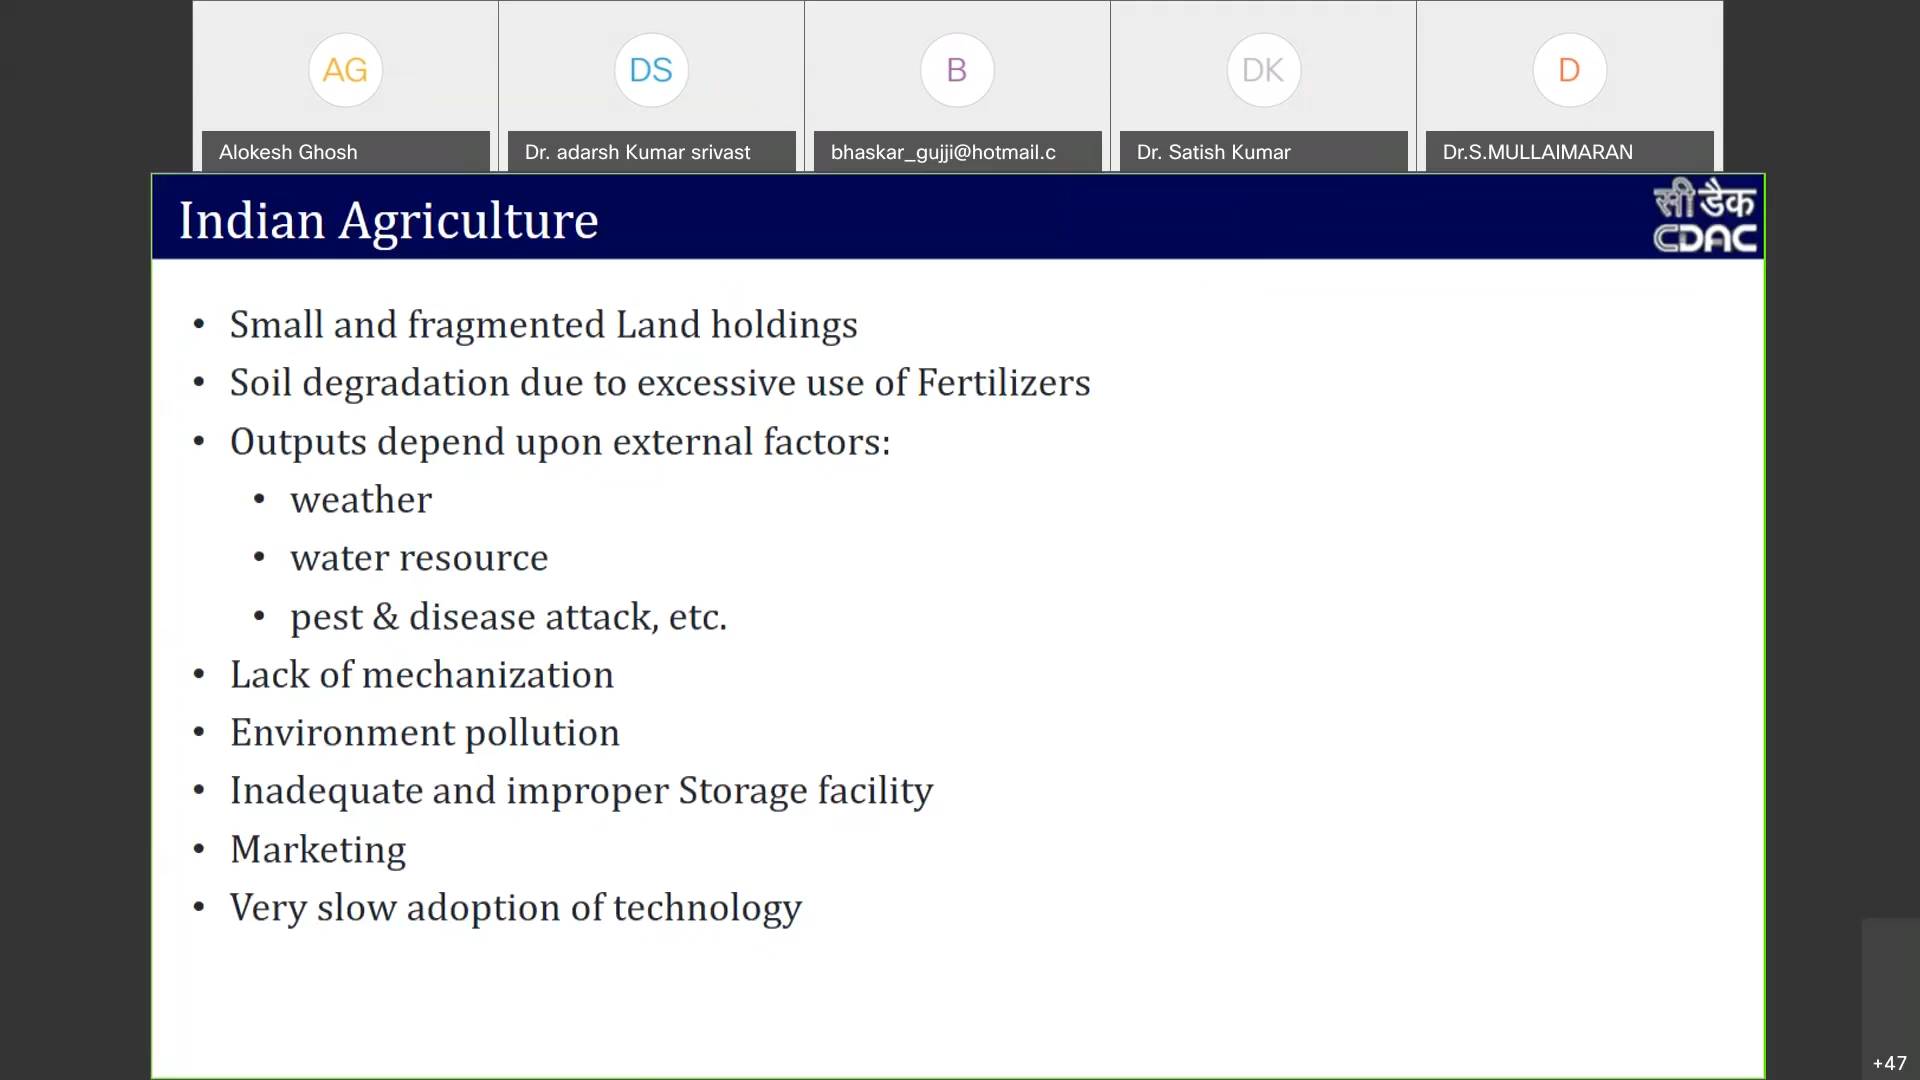 AG
DS
B
DK
D
Alokesh Ghosh
Dr. adarsh Kumar srivast
bhaskar_gujji@hotmail.c
Dr. Satish Kumar
Dr.S.MULLAIMARAN
Indian Agriculture
सी डैक
CDAC
• Small and fragmented Land holdings
• Soil degradation due to excessive use of Fertilizers
• Outputs depend upon external factors:
• weather
• water resource
• pest & disease attack, etc.
• Lack of mechanization
• Environment pollution
• Inadequate and improper Storage facility
• Marketing
• Very slow adoption of technology
+47